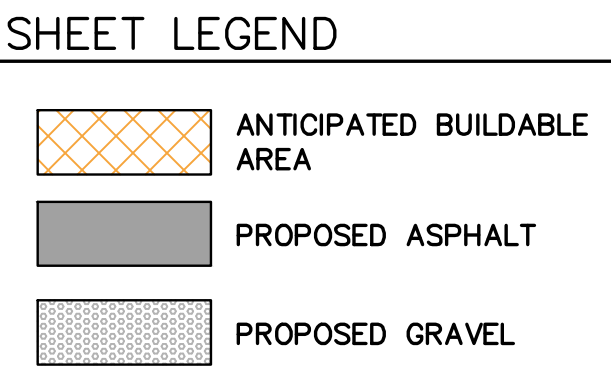 SHEET LEGEND
ANTICIPATED BUILDABLE
AREA
PROPOSED ASPHALT
PROPOSED GRAVEL